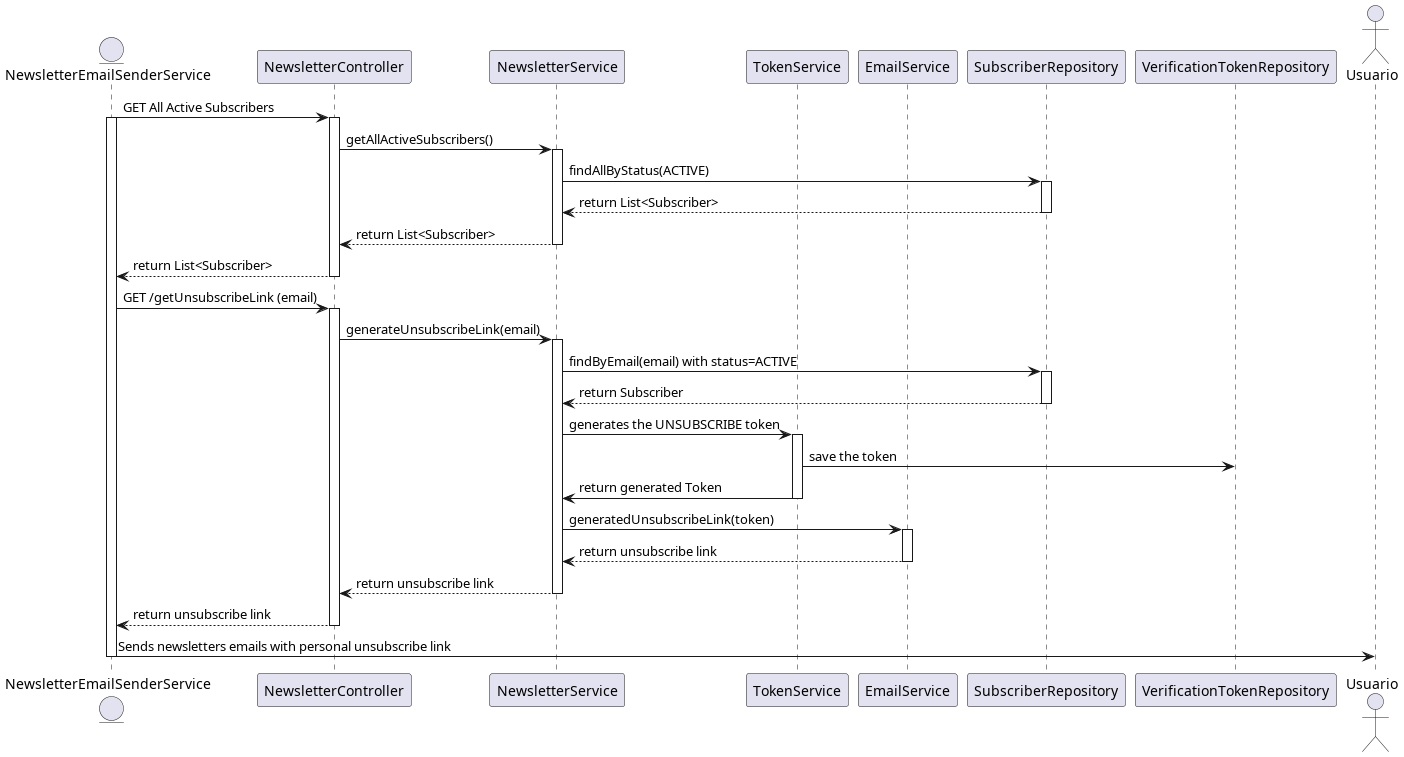 NewsletterEmailSenderService
NewsletterController
NewsletterService
TokenService
EmailService
SubscriberRepository
VerificationTokenRepository
Usuario
GET All Active Subscribers
getAllActiveSubscribers()
findAllByStatus(ACTIVE)
return List<Subscriber>
return List<Subscriber>
return List<Subscriber>
GET /getUnsubscribeLink (email)
generateUnsubscribeLink(email)
findByEmail(email) with status=ACTIVE
return Subscriber
generates the UNSUBSCRIBE token
save the token
return generated Token
generatedUnsubscribeLink(token)
return unsubscribe link
return unsubscribe link
return unsubscribe link
Sends newsletters emails with personal unsubscribe link
NewsletterEmailSenderService
NewsletterController
NewsletterService
TokenService
EmailService
SubscriberRepository
VerificationTokenRepository
Usuario